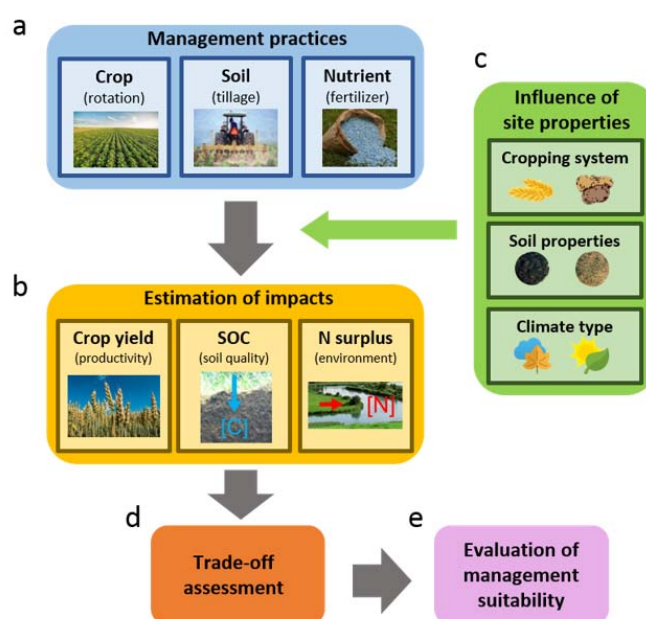 a
Management practices
Crop
(rotation)
Soil
(tillage)
Nutrient
(fertilizer)
c
Influence of
site properties
Cropping system
Soil properties
Climate type
b
Estimation of impacts
Crop yield
(productivity)
SOC
(soil quality)
[C]
N surplus
(environment)
[N]
d
Trade-off
assessment
e
Evaluation of
management
suitability